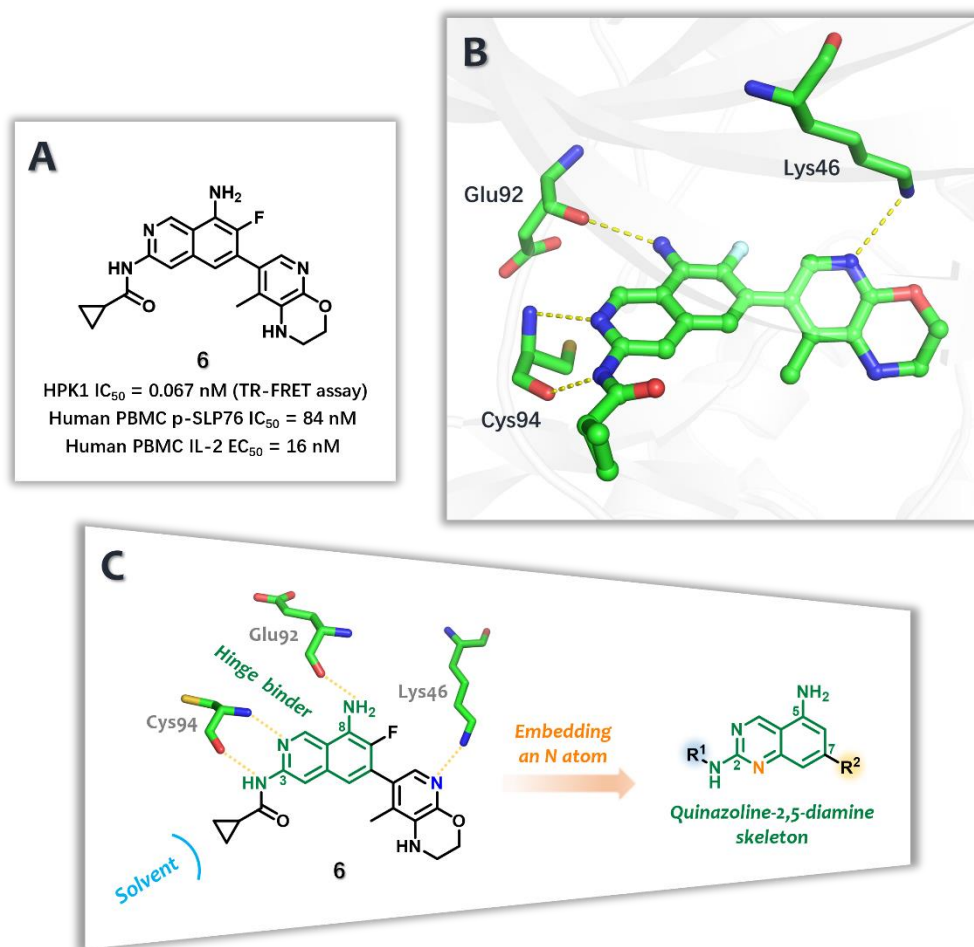 A
NH₂
N
F
HN
N
O
O
HN
6
HPK1 IC₅₀ = 0.067 nM (TR-FRET assay)
Human PBMC p-SLP76 IC₅₀ = 84 nM
Human PBMC IL-2 EC₅₀ = 16 nM
B
Lys46
Glu92
Cys94
C
Glu92
Hinge binder
Lys46
Cys94
NH₂
8
N
F
3
HN
N
O
O
HN
6
Solvent
Embedding
an N atom
NH₂
5
N
R¹
N
H
2
N
7
R²
Quinazoline-2,5-diamine
skeleton